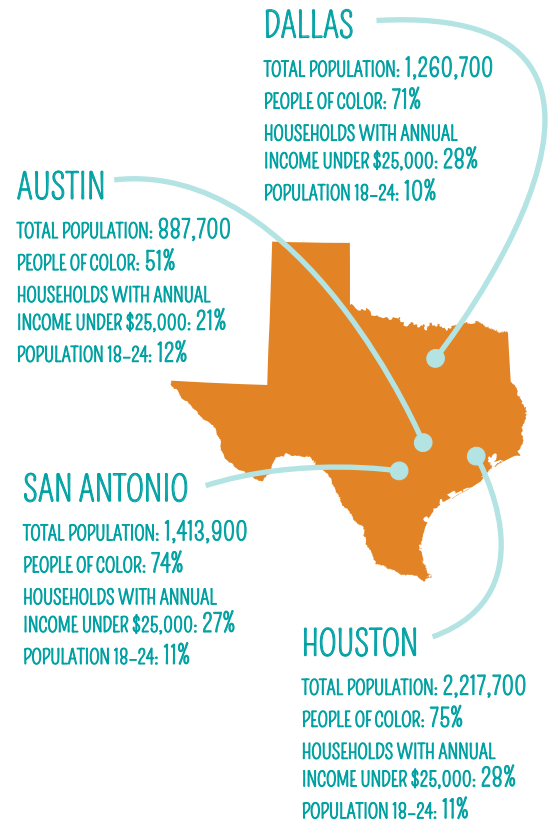 DALLAS
TOTAL POPULATION: 1,260,700
PEOPLE OF COLOR: 71%
HOUSEHOLDS WITH ANNUAL
INCOME UNDER $25,000: 28%
POPULATION 18–24: 10%
AUSTIN
TOTAL POPULATION: 887,700
PEOPLE OF COLOR: 51%
HOUSEHOLDS WITH ANNUAL
INCOME UNDER $25,000: 21%
POPULATION 18–24: 12%
SAN ANTONIO
TOTAL POPULATION: 1,413,900
PEOPLE OF COLOR: 74%
HOUSEHOLDS WITH ANNUAL
INCOME UNDER $25,000: 27%
POPULATION 18–24: 11%
HOUSTON
TOTAL POPULATION: 2,217,700
PEOPLE OF COLOR: 75%
HOUSEHOLDS WITH ANNUAL
INCOME UNDER $25,000: 28%
POPULATION 18–24: 11%